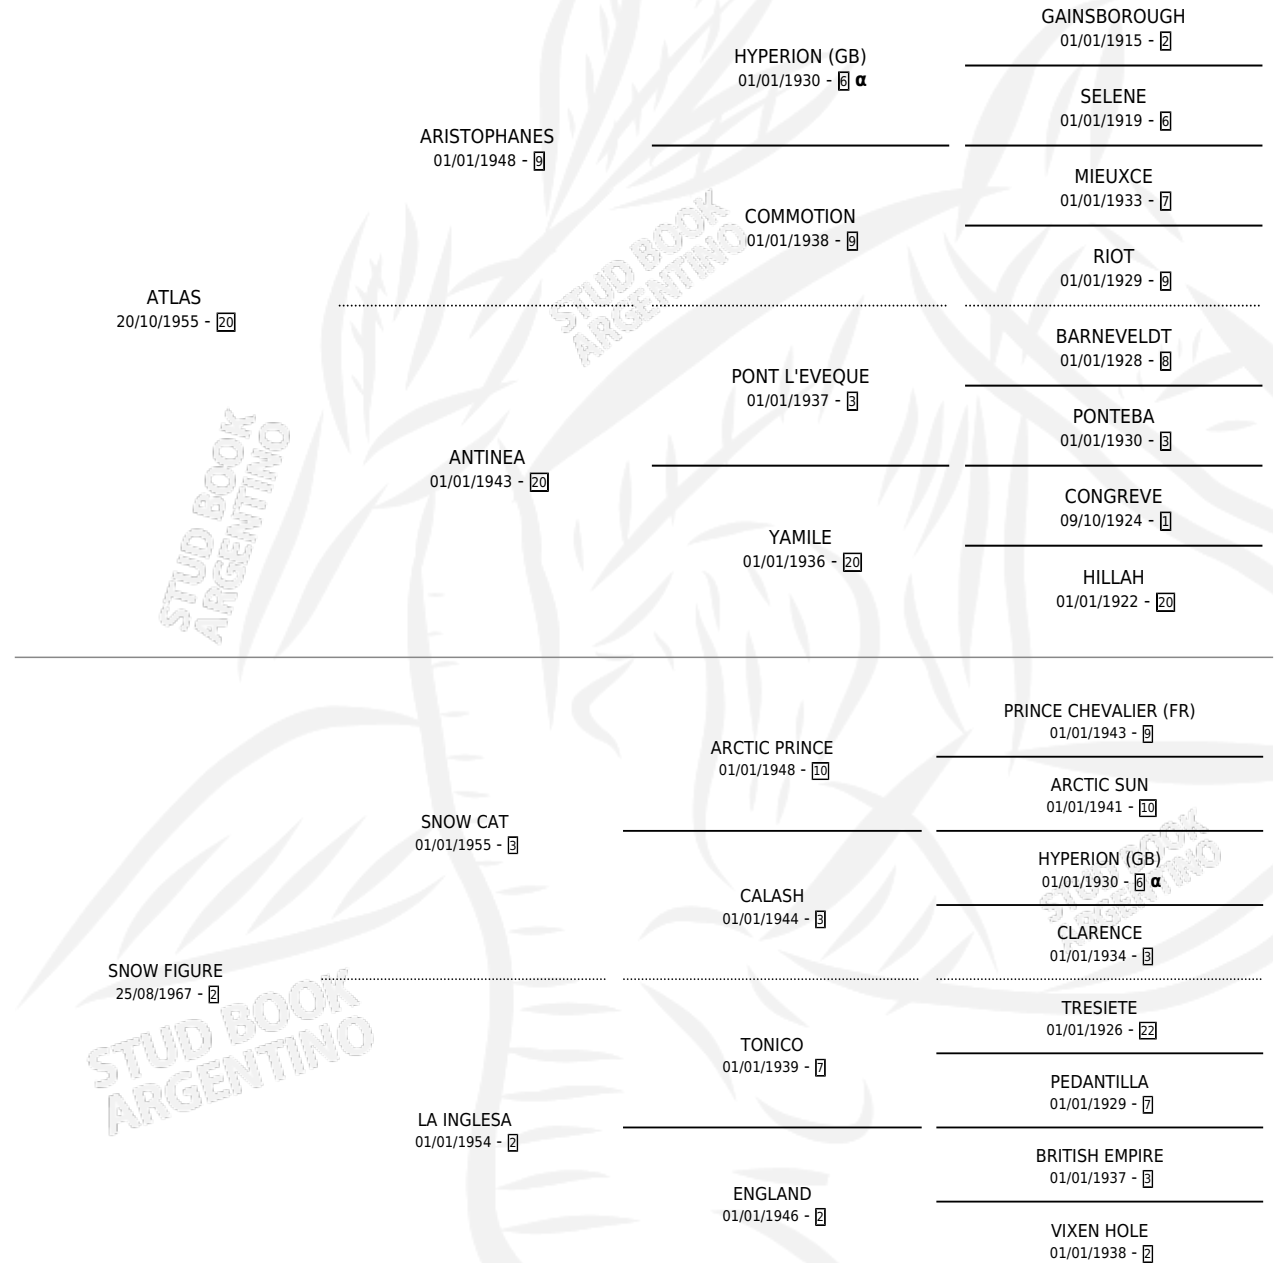 GAINSBOROUGH
01/01/1915 - 2
HYPERION (GB)
01/01/1930 - 6 α
SELENE
01/01/1919 - 6
ARISTOPHANES
01/01/1948 - 9
MIEUXCE
01/01/1933 - 7
COMMOTION
01/01/1938 - 9
RIOT
01/01/1929 - 9
ATLAS
20/10/1955 - 20
BARNEVELDT
01/01/1928 - 8
PONT L'EVEQUE
01/01/1937 - 3
PONTEBA
01/01/1930 - 3
ANTINEA
01/01/1943 - 20
CONGREVE
09/10/1924 - 1
YAMILE
01/01/1936 - 20
HILLAH
01/01/1922 - 20
PRINCE CHEVALIER (FR)
01/01/1943 - 9
ARCTIC PRINCE
01/01/1948 - 10
ARCTIC SUN
01/01/1941 - 10
SNOW CAT
01/01/1955 - 3
HYPERION (GB)
01/01/1930 - 6 α
CALASH
01/01/1944 - 3
CLARENCE
01/01/1934 - 3
SNOW FIGURE
25/08/1967 - 2
TRESIETE
01/01/1926 - 22
TONICO
01/01/1939 - 7
PEDANTILLA
01/01/1929 - 7
LA INGLESA
01/01/1954 - 2
BRITISH EMPIRE
01/01/1937 - 3
ENGLAND
01/01/1946 - 2
VIXEN HOLE
01/01/1938 - 2
STUD BOOK
ARGENTINO
STUD BOOK
ARGENTINO
STUD BOOK
ARGENTINO
STUD BOOK
ARGENTINO